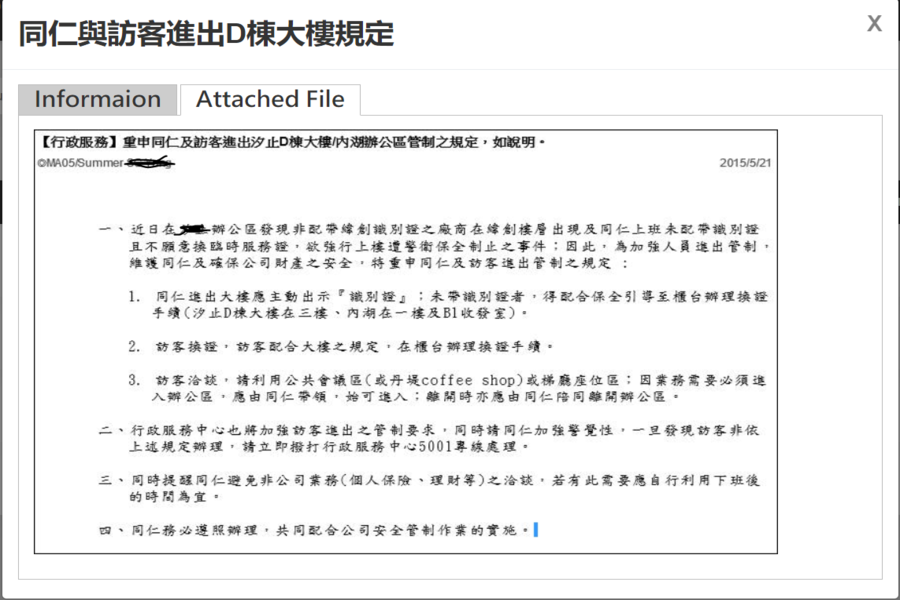 同仁與訪客進出D棟大樓規定
X
Informaion
Attached File
【行政服務】重申同仁及訪客進出汐止D棟大樓/內湖辦公區管制之規定，如說明。
©MA05/Summer
2015/5/21
一、近日在 辦公區發現非配帶緯創識別證之廠商在緯創樓層出現及同仁上班未配帶識別證
且不願意換臨時服務證，欲強行上樓遭警衛保全制止之事件；因此，為加強人員進出管制，
維護同仁及確保公司財產之安全，將重申同仁及訪客進出管制之規定 ：
1. 同仁進出大樓應主動出示『識別證』；未帶識別證者，得配合保全引導至櫃台辦理換證
手續(汐止D棟大樓在三樓、內湖在一樓及B1收發室)。
2. 訪客換證，訪客配合大樓之規定，在櫃台辦理換證手續。
3. 訪客洽談，請利用公共會議區(或丹堤coffee shop)或梯廳座位區；因業務需要必須進
入辦公區，應由同仁帶領，始可進入；離開時亦應由同仁陪同離開辦公區。
二、行政服務中心也將加強訪客進出之管制要求，同時請同仁加強警覺性，一旦發現訪客非依
上述規定辦理，請立即撥打行政服務中心5001專線處理。
三、同時提醒同仁避免非公司業務(個人保險、理財等)之洽談，若有此需要應自行利用下班後
的時間為宜。
四、同仁務必遵照辦理，共同配合公司安全管制作業的實施。